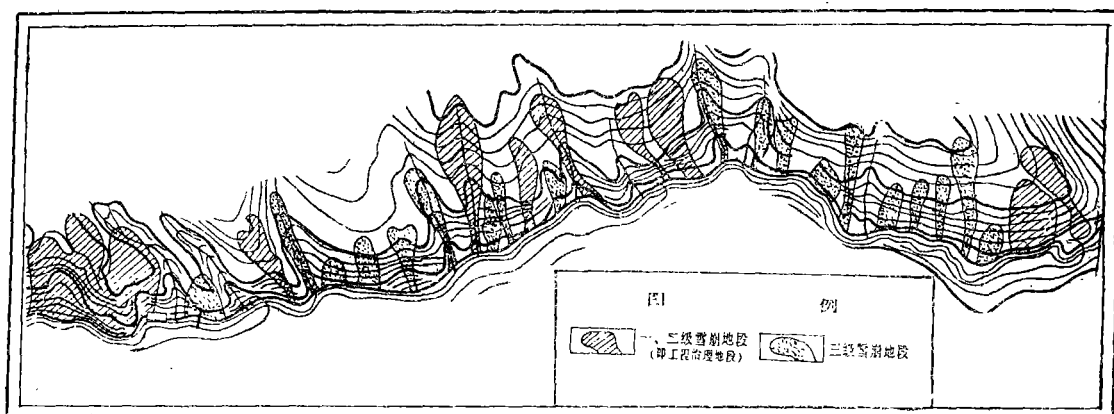 图 例
一、二级雪崩地段
(即工程治理地段)
三级雪崩地段